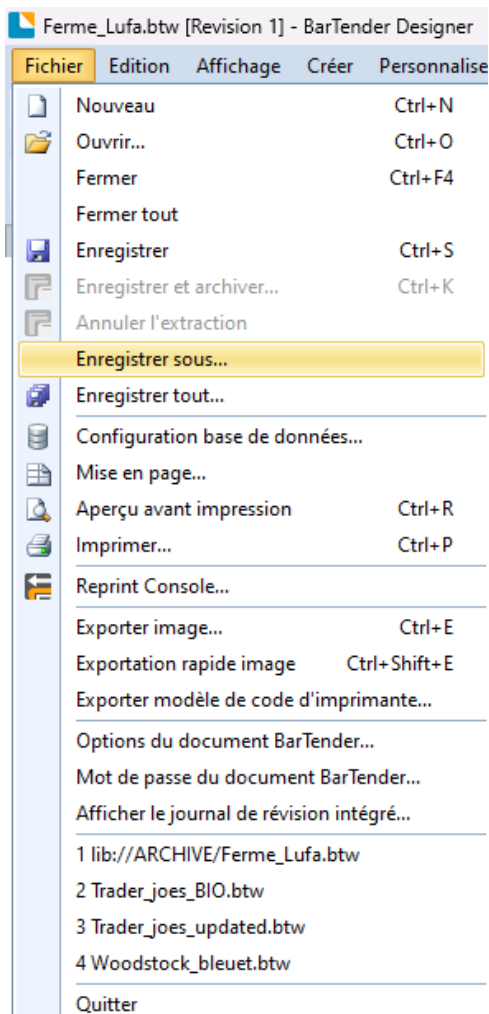 Ferme_Lufa.btw [Revision 1] - BarTender Designer
Fichier Edition Affichage Créer Personnalise
Nouveau Ctrl+N
Ouvrir... Ctrl+O
Fermer Ctrl+F4
Fermer tout
Enregistrer Ctrl+S
Enregistrer et archiver... Ctrl+K
Annuler l'extraction
Enregistrer sous...
Enregistrer tout...
Configuration base de données...
Mise en page...
Aperçu avant impression Ctrl+R
Imprimer... Ctrl+P
Reprint Console...
Exporter image... Ctrl+E
Exportation rapide image Ctrl+Shift+E
Exporter modèle de code d'imprimante...
Options du document BarTender...
Mot de passe du document BarTender...
Afficher le journal de révision intégré...
1 lib://ARCHIVE/Ferme_Lufa.btw
2 Trader_joes_BIO.btw
3 Trader_joes_updated.btw
4 Woodstock_bleuet.btw
Quitter